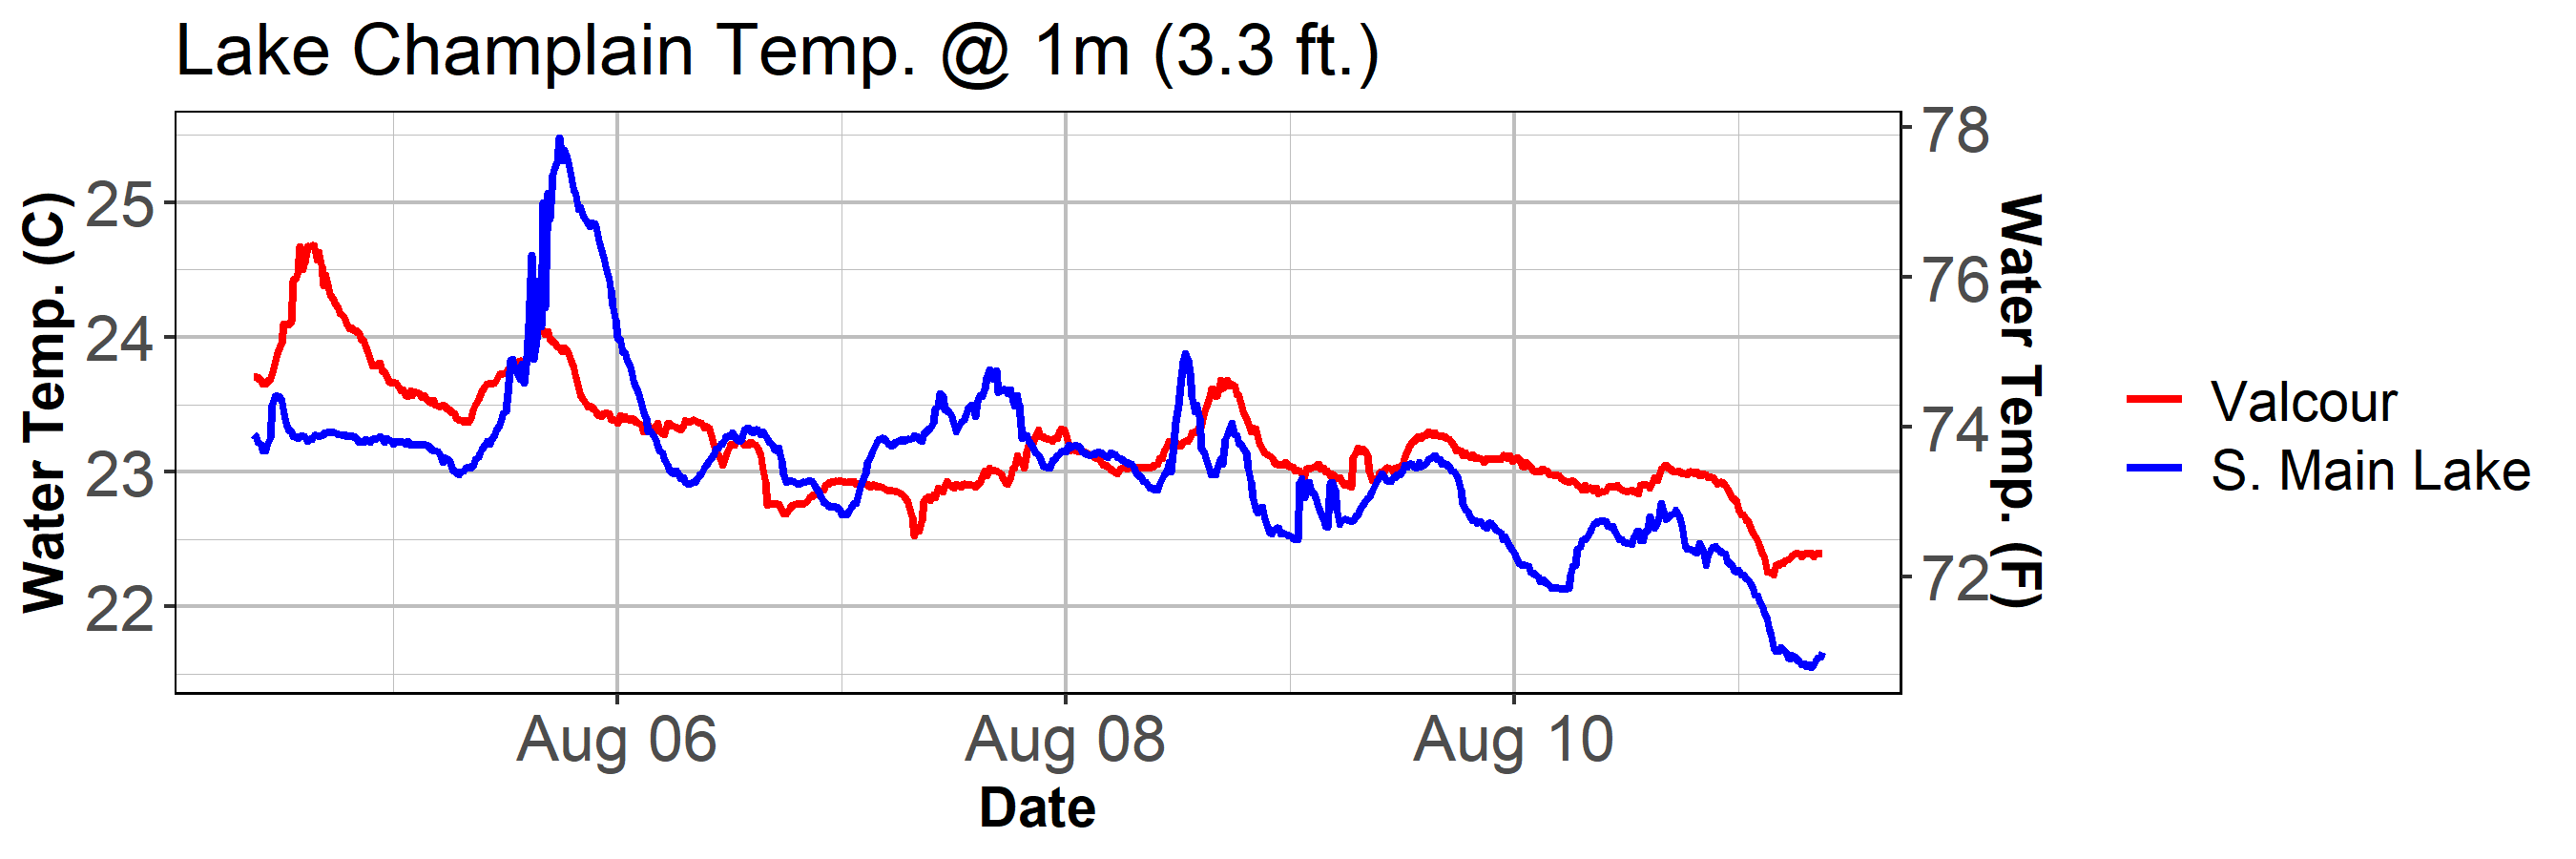 Lake Champlain Temp. @ 1m (3.3 ft.)
Water Temp. (C)
25
24
23
22
78
76
74
72
Water Temp. (F)
Aug 06
Aug 08
Aug 10
Date
Valcour
S. Main Lake